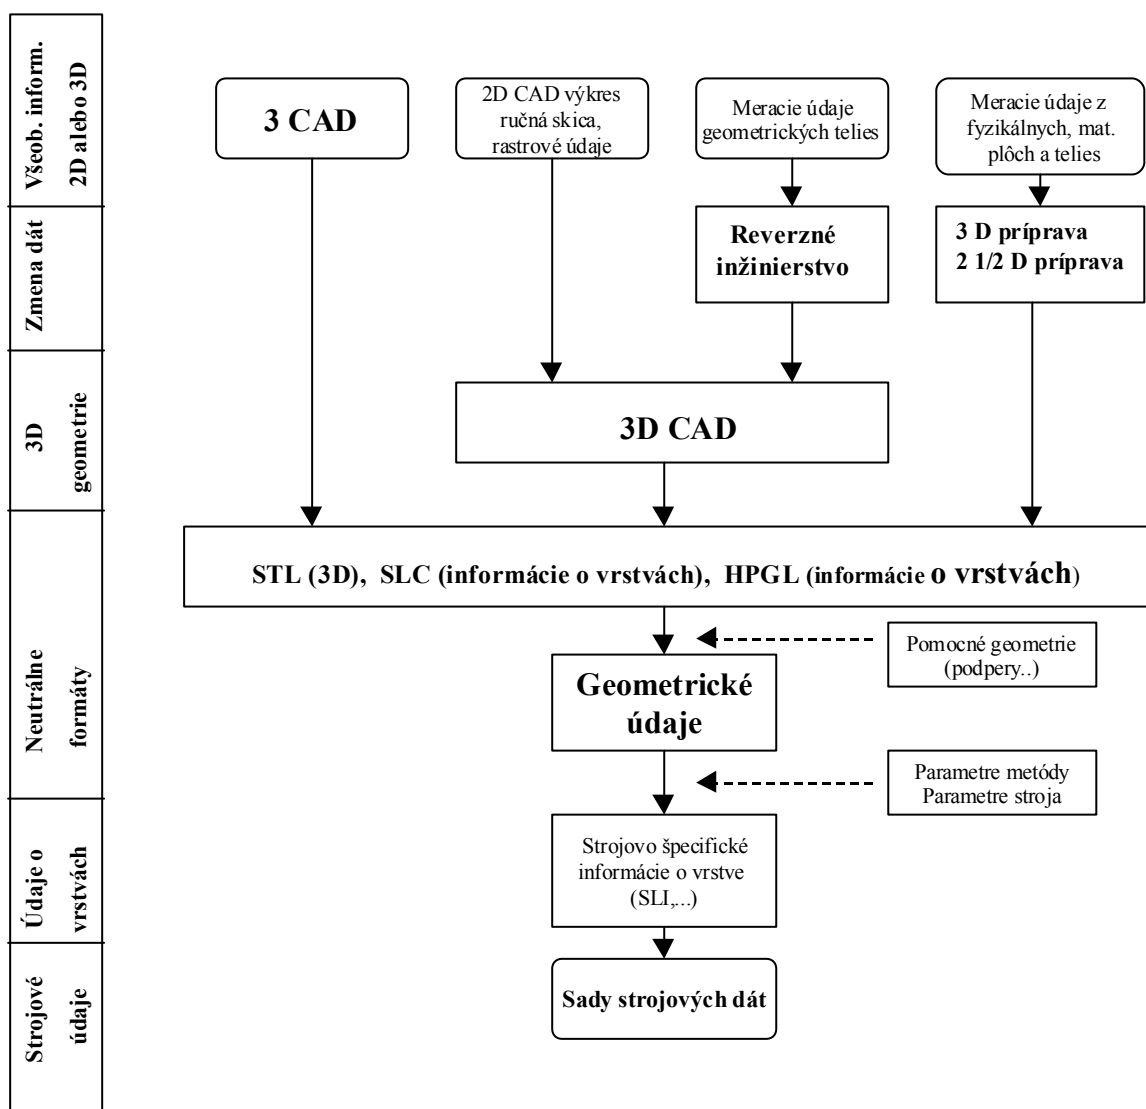 Všeob. inform.
2D alebo 3D
3 CAD
2D CAD výkres
ručná skica,
rastrové údaje
Meracie údaje
geometrických telies
Meracie údaje z
fyzikálnych, mat.
plôch a telies
Zmena dát
Reverzné
inžinierstvo
3 D príprava
2 1/2 D príprava
3D
geometrie
3D CAD
Neutrálne
formáty
STL (3D), SLC (informácie o vrstvách), HPGL (informácie o vrstvách)
Pomocné geometrie
(podpery..)
Geometrické
údaje
Parametre metódy
Parametre stroja
Údaje o
vrstvách
Strojovo špecifické
informácie o vrstve
(SLI,...)
Strojové
údaje
Sady strojových dát